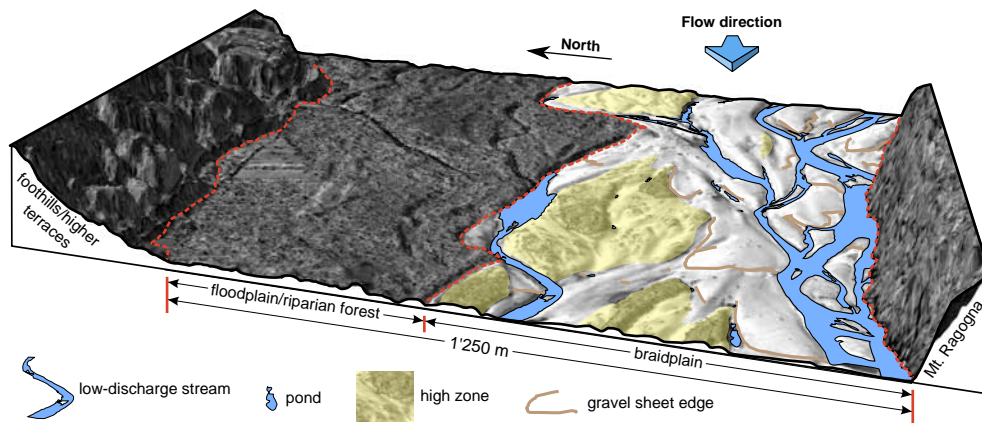 Flow direction
North
foothills/higher
terraces
floodplain/riparian forest
1'250 m
braidplain
Mt. Ragogna
low-discharge stream
pond
high zone
gravel sheet edge